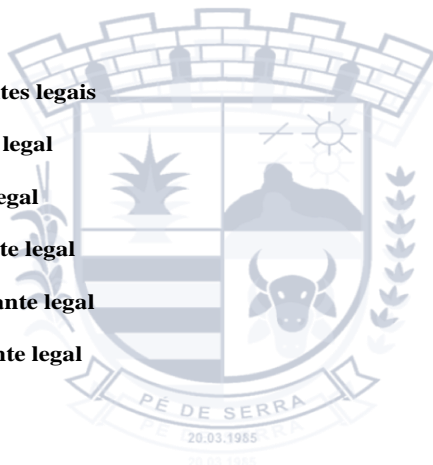 tes legais
legal
egal
te legal
ante legal
nte legal
PÉ DE SERRA
20.03.1985